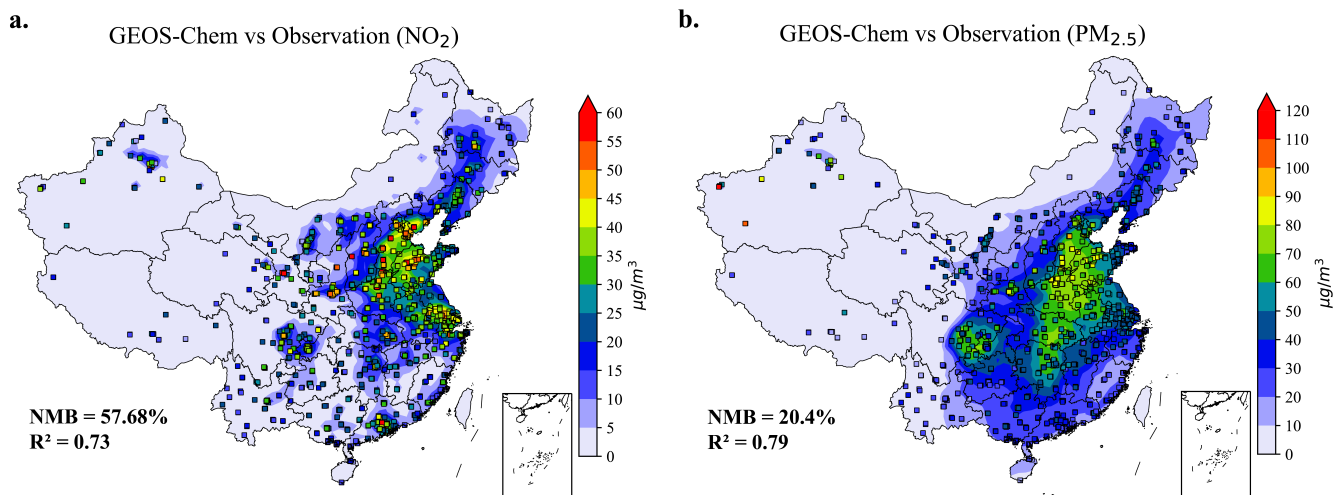 a.
GEOS-Chem vs Observation (NO₂)
60
55
50
45
40
35
30
25
20
15
10
5
0
μg/m³
NMB = 57.68%
R² = 0.73
b.
GEOS-Chem vs Observation (PM₂.₅)
120
110
100
90
80
70
60
50
40
30
20
10
0
μg/m³
NMB = 20.4%
R² = 0.79